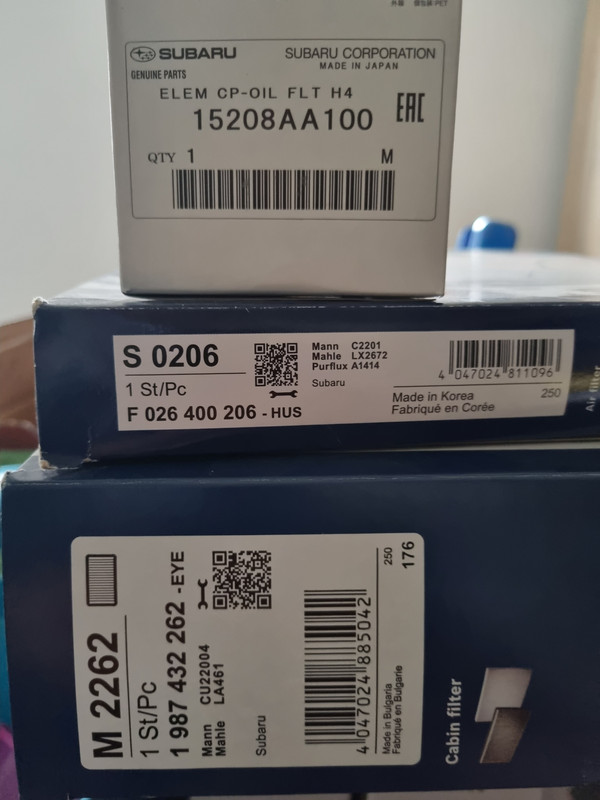 SUBARU
SUBARU CORPORATION
MADE IN JAPAN
GENUINE PARTS
ELEM CP-OIL FLT H4
15208AA100
EAC
QTY 1
M
S 0206
1 St/Pc
F 026 400 206 - HUS
Mann C2201
Mahle LX2672
Purflux A1414
Subaru
4 047024 811096
Made in Korea
250
Fabriqué en Corée
Air filter
M 2262
1 St/Pc
1 987 432 262 - EYE
Mann CU22004
Mahle LA461
Subaru
4 047024 885042
Made in Bulgaria
Fabriqué en Bulgarie
250
176
Cabin filter